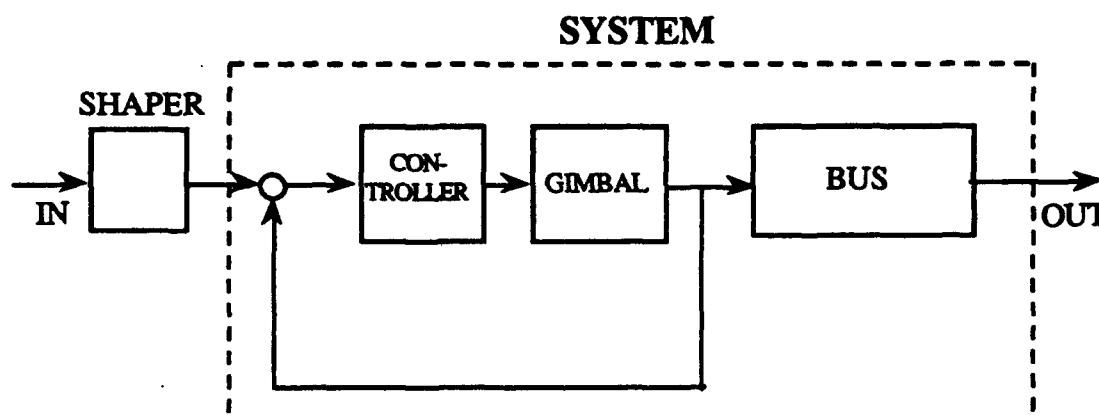 SYSTEM
SHAPER
IN
CON-
TROLLER
GIMBAL
BUS
OUT